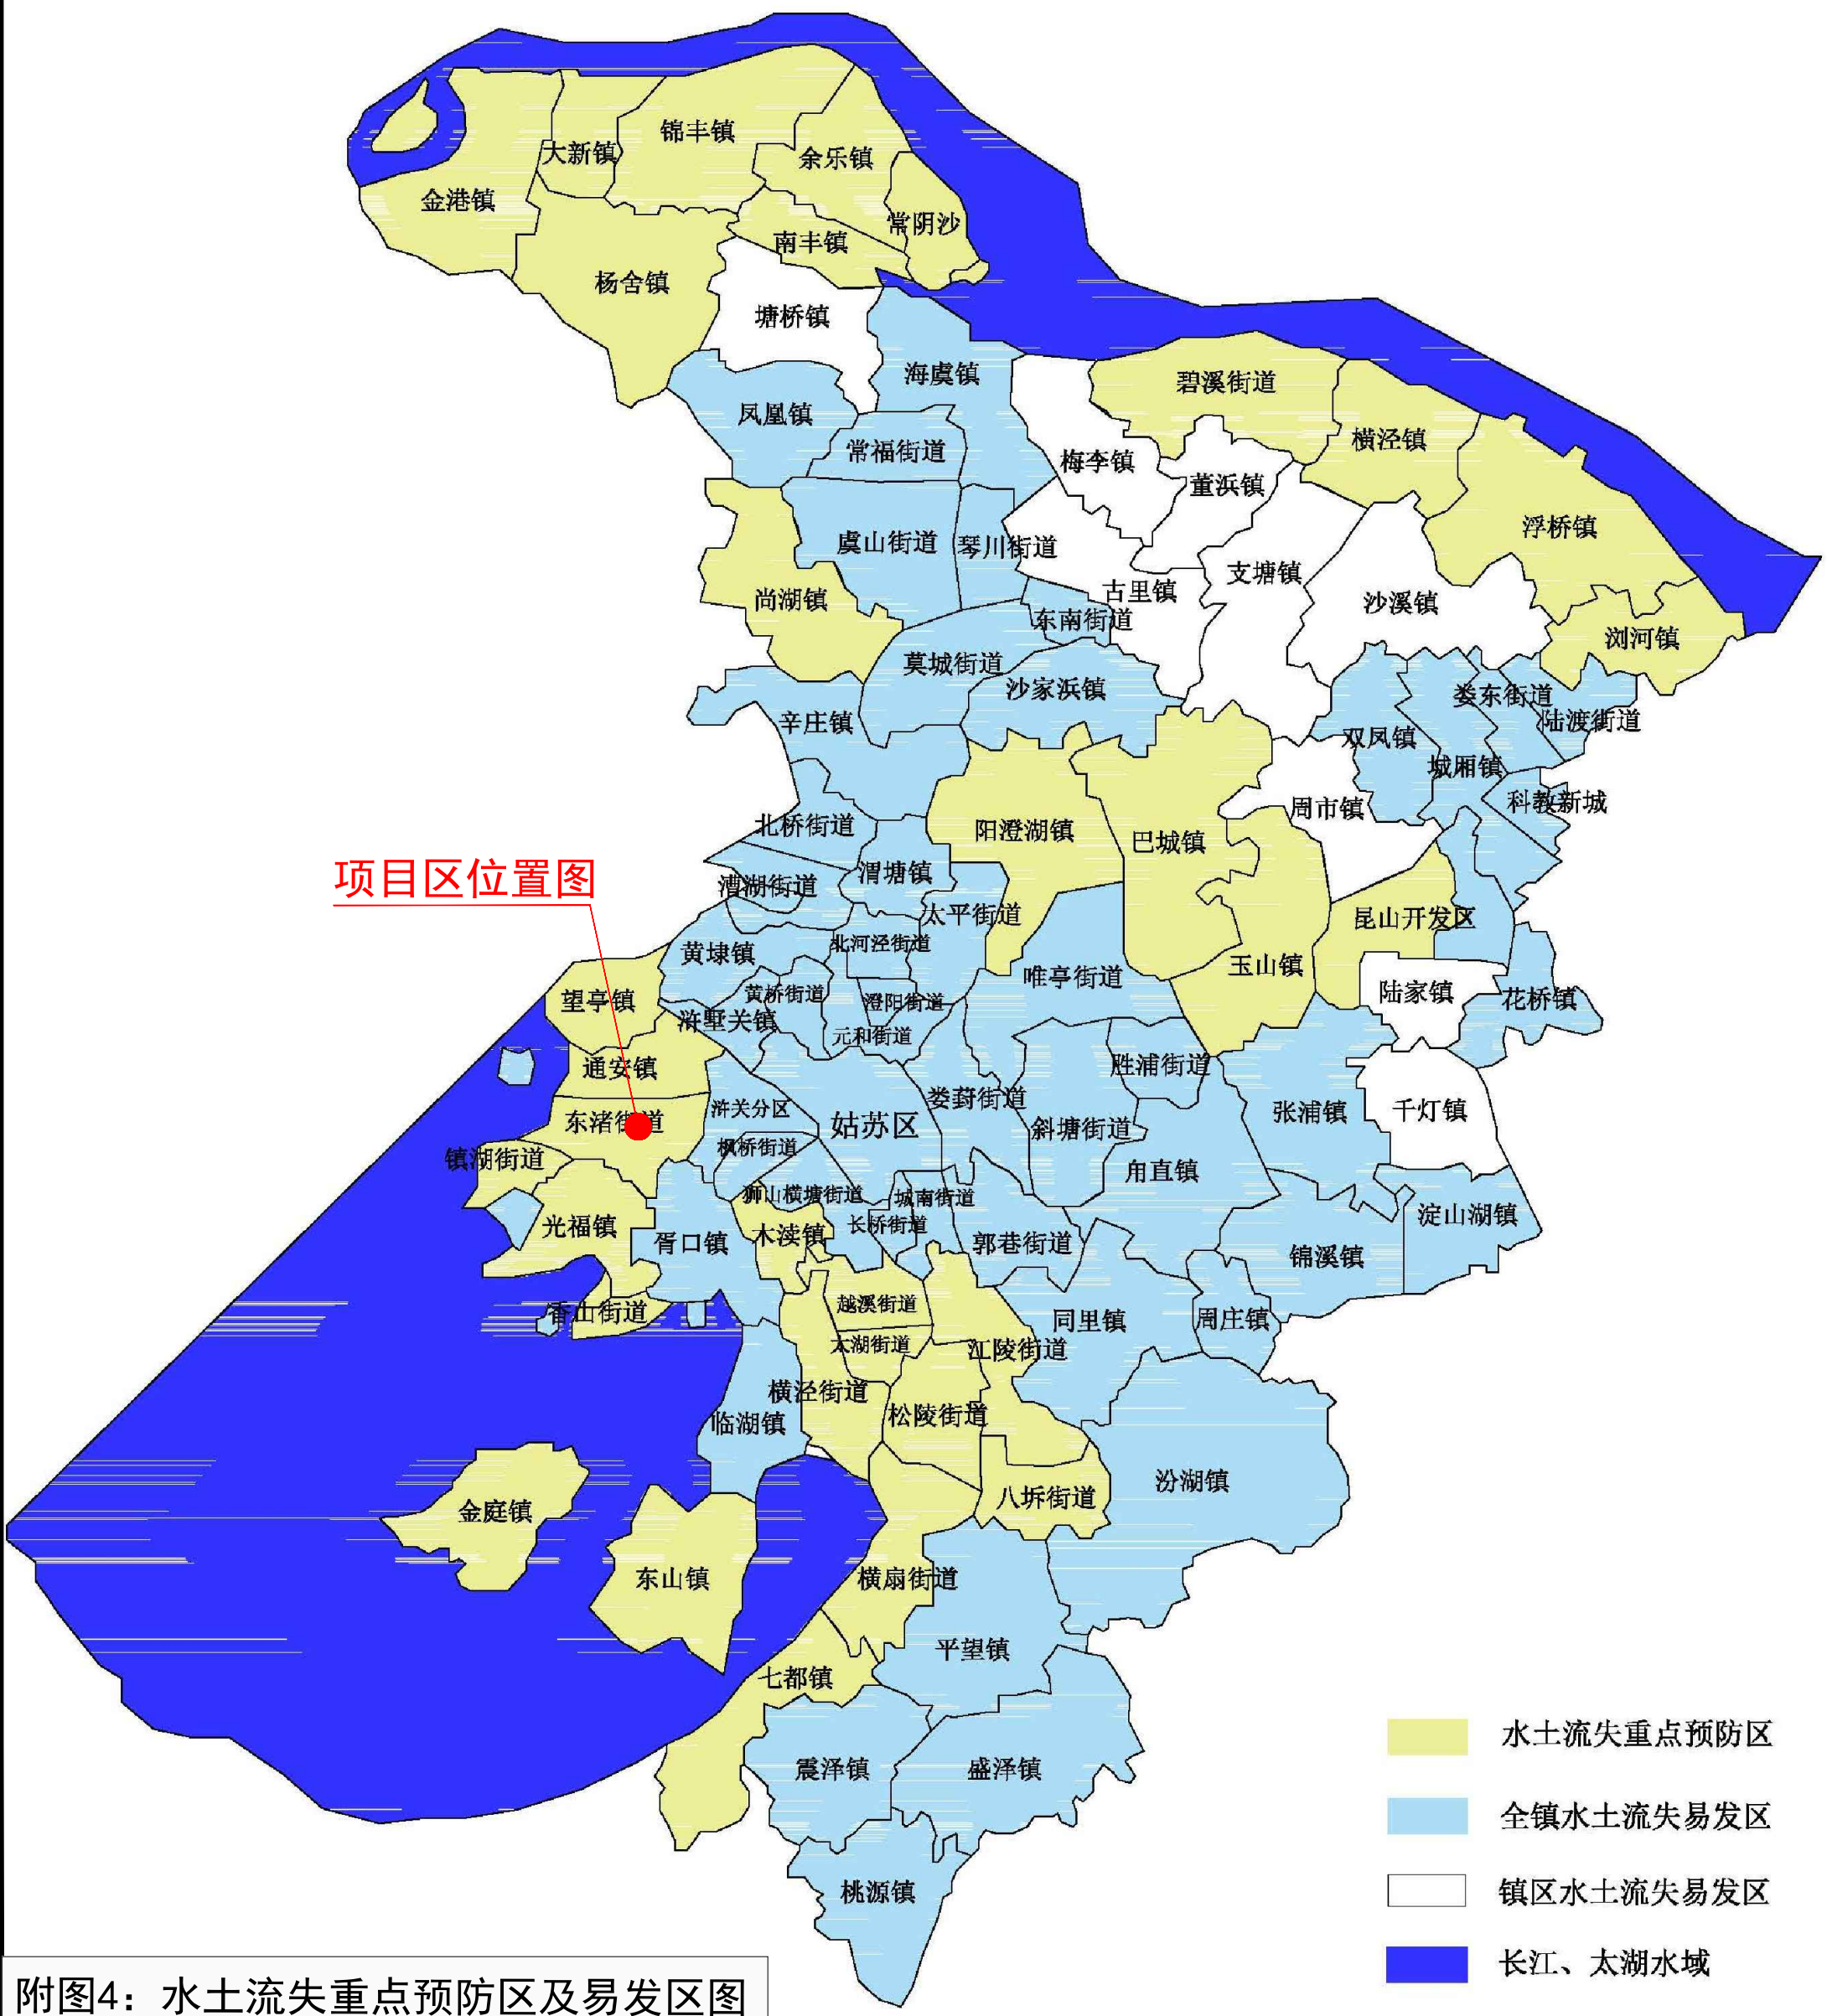 锦丰镇
大新镇
余乐镇
金港镇
常阴沙
南丰镇
杨舍镇
塘桥镇
海虞镇
碧溪街道
凤凰镇
横泾镇
常福街道
梅李镇
董浜镇
浮桥镇
虞山街道
琴川街道
支塘镇
古里镇
尚湖镇
沙溪镇
东南街道
浏河镇
莫城街道
沙家浜镇
娄东街道
辛庄镇
陆渡街道
双凤镇
城厢镇
科教新城
周市镇
北桥街道
阳澄湖镇
巴城镇
项目区位置图
渭塘镇
漕湖街道
太平街道
昆山开发区
北河泾街道
黄埭镇
玉山镇
唯亭街道
黄桥街道
陆家镇
花桥镇
望亭镇
澄阳街道
浒墅关镇
元和街道
通安镇
胜浦街道
娄葑街道
浒关分区
张浦镇
千灯镇
东渚街道
姑苏区
斜塘街道
枫桥街道
镇湖街道
甪直镇
狮山横塘街道
城南街道
淀山湖镇
光福镇
长桥街道
木渎镇
胥口镇
郭巷街道
锦溪镇
越溪街道
香山街道
同里镇
周庄镇
太湖街道
江陵街道
横泾街道
松陵街道
临湖镇
汾湖镇
八坼街道
金庭镇
东山镇
横扇街道
平望镇
七都镇
水土流失重点预防区
震泽镇
盛泽镇
全镇水土流失易发区
桃源镇
镇区水土流失易发区
长江、太湖水域
附图4：水土流失重点预防区及易发区图